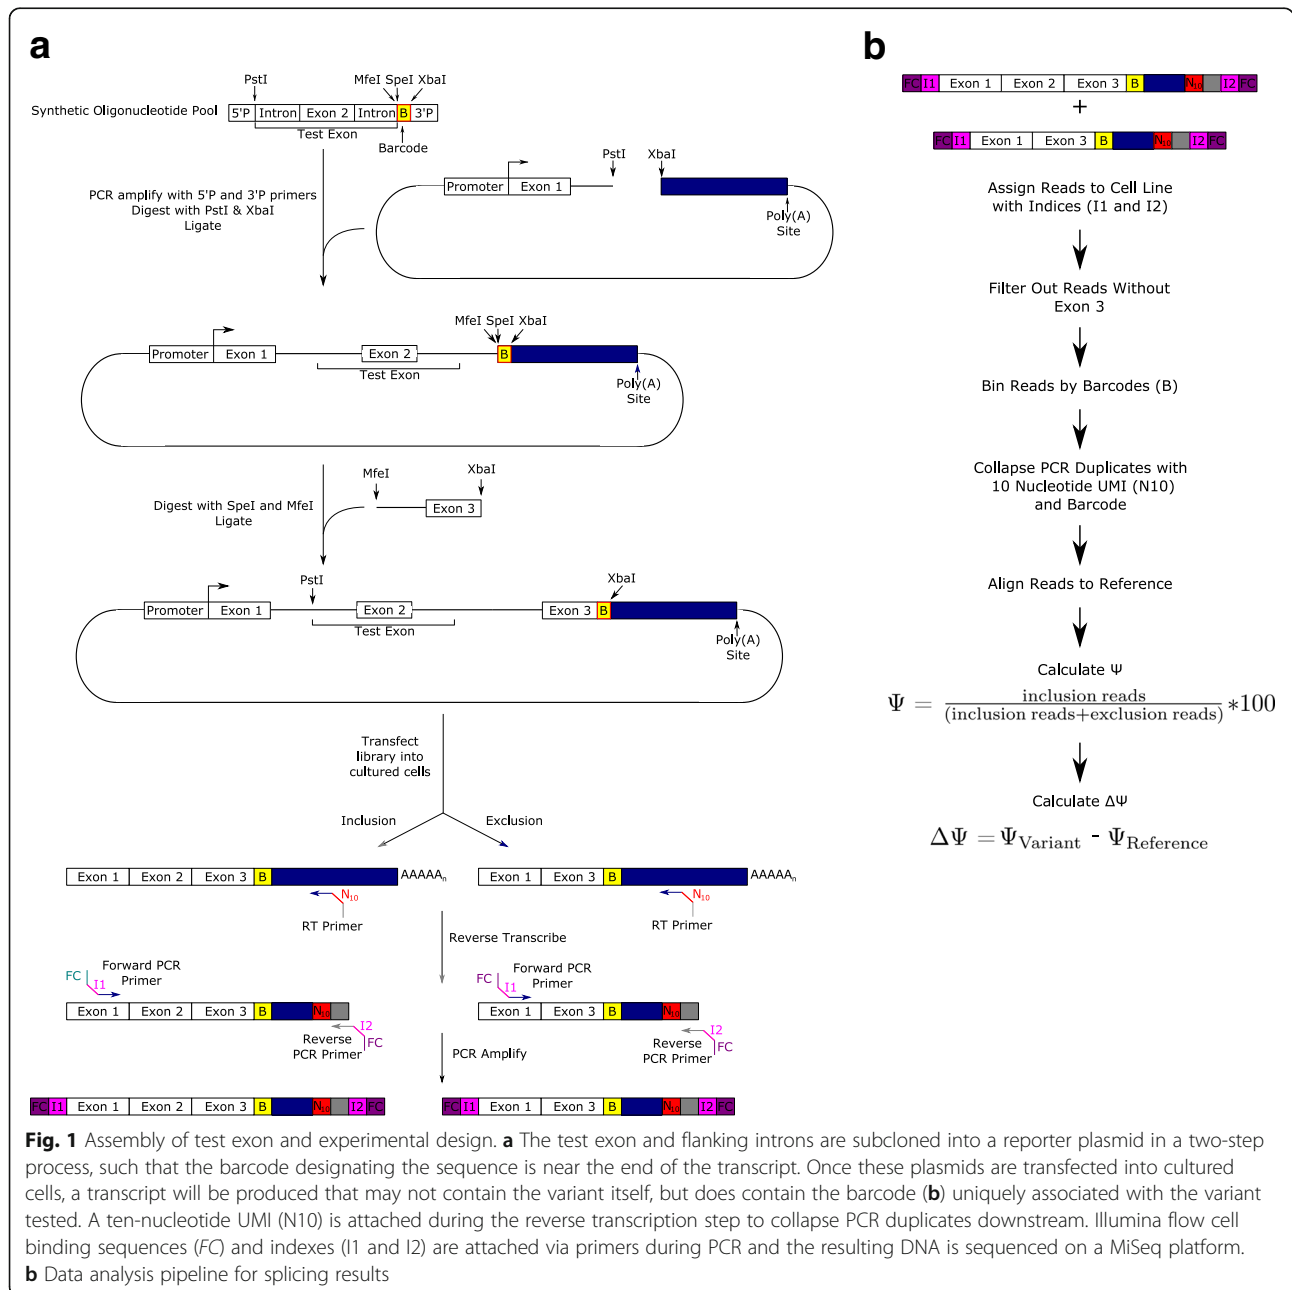 a
PstI
MfeI SpeI XbaI
Synthetic Oligonucleotide Pool
5'P Intron Exon 2 Intron B 3'P
Test Exon
Barcode
PCR amplify with 5'P and 3'P primers
Digest with PstI & XbaI
Ligate
PstI
XbaI
Promoter Exon 1
Poly(A)
Site
MfeI SpeI XbaI
Promoter Exon 1 Exon 2 B
Test Exon
Poly(A)
Site
Digest with SpeI and MfeI
Ligate
MfeI
XbaI
Exon 3
PstI
XbaI
Promoter Exon 1 Exon 2 Exon 3 B
Test Exon
Poly(A)
Site
Transfect
library into
cultured cells
Inclusion
Exclusion
Exon 1 Exon 2 Exon 3 B AAAAAn
N10
RT Primer
Exon 1 Exon 3 B AAAAAn
N10
RT Primer
Reverse Transcribe
FC
I1
Forward PCR
Primer
Exon 1 Exon 2 Exon 3 B N10
I2
FC
Reverse
PCR Primer
FC
I1
Forward PCR
Primer
Exon 1 Exon 3 B N10
I2
FC
Reverse
PCR Primer
PCR Amplify
FC I1 Exon 1 Exon 2 Exon 3 B N10 I2 FC
FC I1 Exon 1 Exon 3 B N10 I2 FC
b
FC I1 Exon 1 Exon 2 Exon 3 B N10 I2 FC
+
FC I1 Exon 1 Exon 3 B N10 I2 FC
Assign Reads to Cell Line
with Indices (I1 and I2)
Filter Out Reads Without
Exon 3
Bin Reads by Barcodes (B)
Collapse PCR Duplicates with
10 Nucleotide UMI (N10)
and Barcode
Align Reads to Reference
Calculate Ψ
Ψ = inclusion reads / (inclusion reads+exclusion reads) *100
Calculate ΔΨ
ΔΨ = ΨVariant - ΨReference
Fig. 1 Assembly of test exon and experimental design. a The test exon and flanking introns are subcloned into a reporter plasmid in a two-step
process, such that the barcode designating the sequence is near the end of the transcript. Once these plasmids are transfected into cultured
cells, a transcript will be produced that may not contain the variant itself, but does contain the barcode (b) uniquely associated with the variant
tested. A ten-nucleotide UMI (N10) is attached during the reverse transcription step to collapse PCR duplicates downstream. Illumina flow cell
binding sequences (FC) and indexes (I1 and I2) are attached via primers during PCR and the resulting DNA is sequenced on a MiSeq platform.
b Data analysis pipeline for splicing results